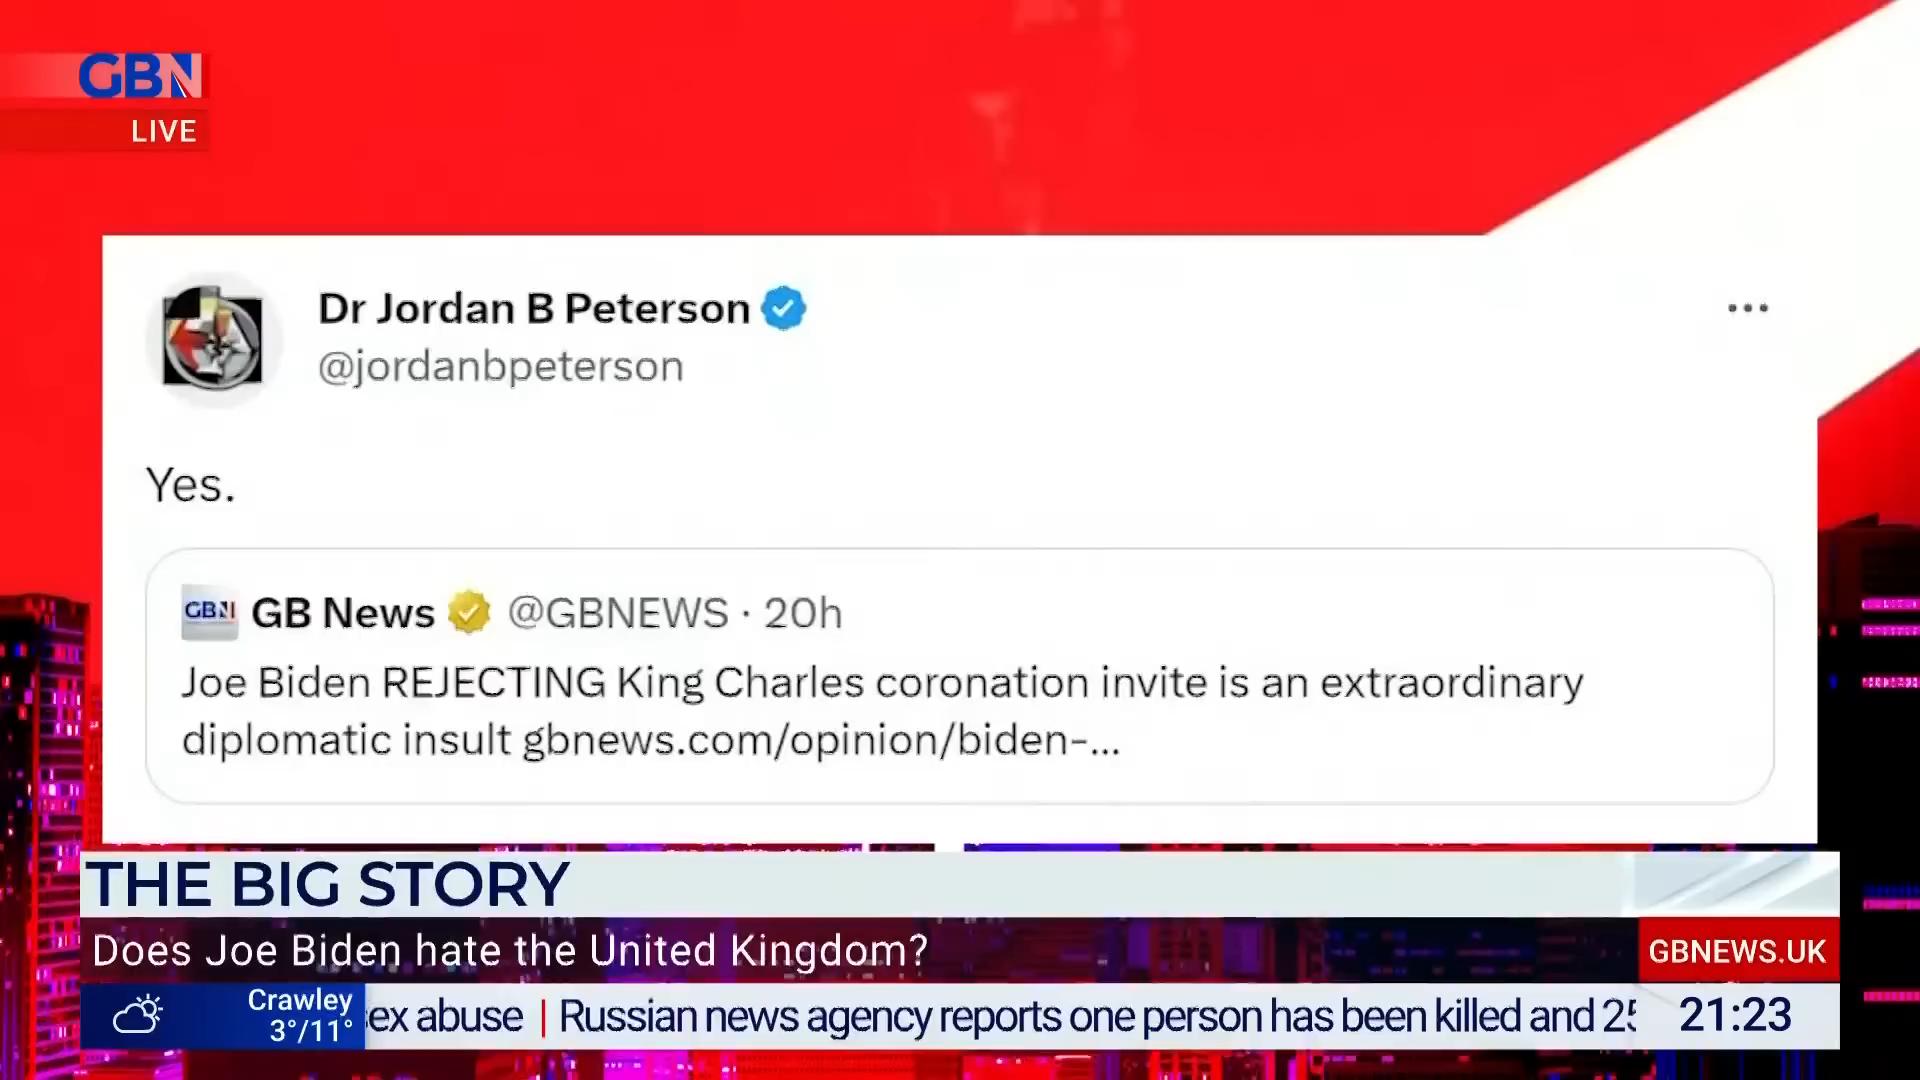 GBN
LIVE
Dr Jordan B Peterson
@jordanbpeterson
Yes.
GBN GB News @GBNEWS · 20h
Joe Biden REJECTING King Charles coronation invite is an extraordinary
diplomatic insult gbnews.com/opinion/biden-...
THE BIG STORY
Does Joe Biden hate the United Kingdom?
GBNEWS.UK
Crawley
3°/11°
sex abuse | Russian news agency reports one person has been killed and 25
21:23